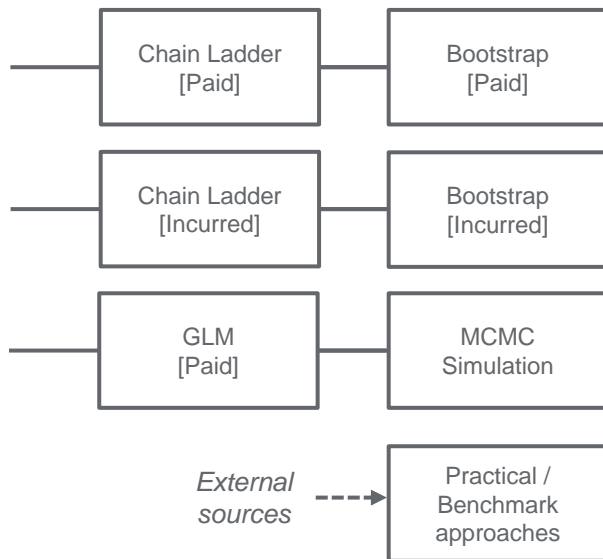 Chain Ladder
[Paid]
Bootstrap
[Paid]
Chain Ladder
[Incurred]
Bootstrap
[Incurred]
GLM
[Paid]
MCMC
Simulation
External
sources
Practical /
Benchmark
approaches